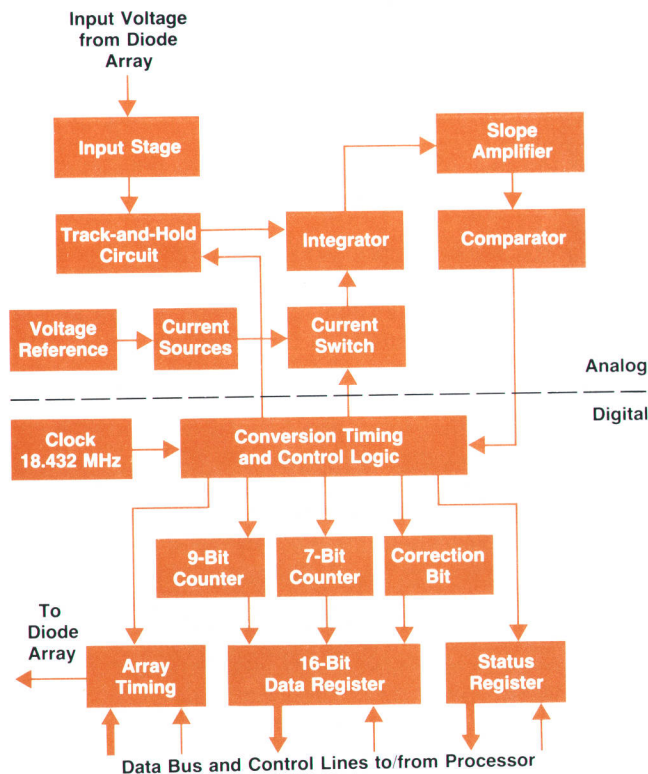 Input Voltage
from Diode
Array
Input Stage
Slope
Amplifier
Track-and-Hold
Circuit
Integrator
Comparator
Voltage
Reference
Current
Sources
Current
Switch
Analog
Digital
Clock
18.432 MHz
Conversion Timing
and Control Logic
9-Bit
Counter
7-Bit
Counter
Correction
Bit
To
Diode
Array
Array
Timing
16-Bit
Data Register
Status
Register
Data Bus and Control Lines to/from Processor